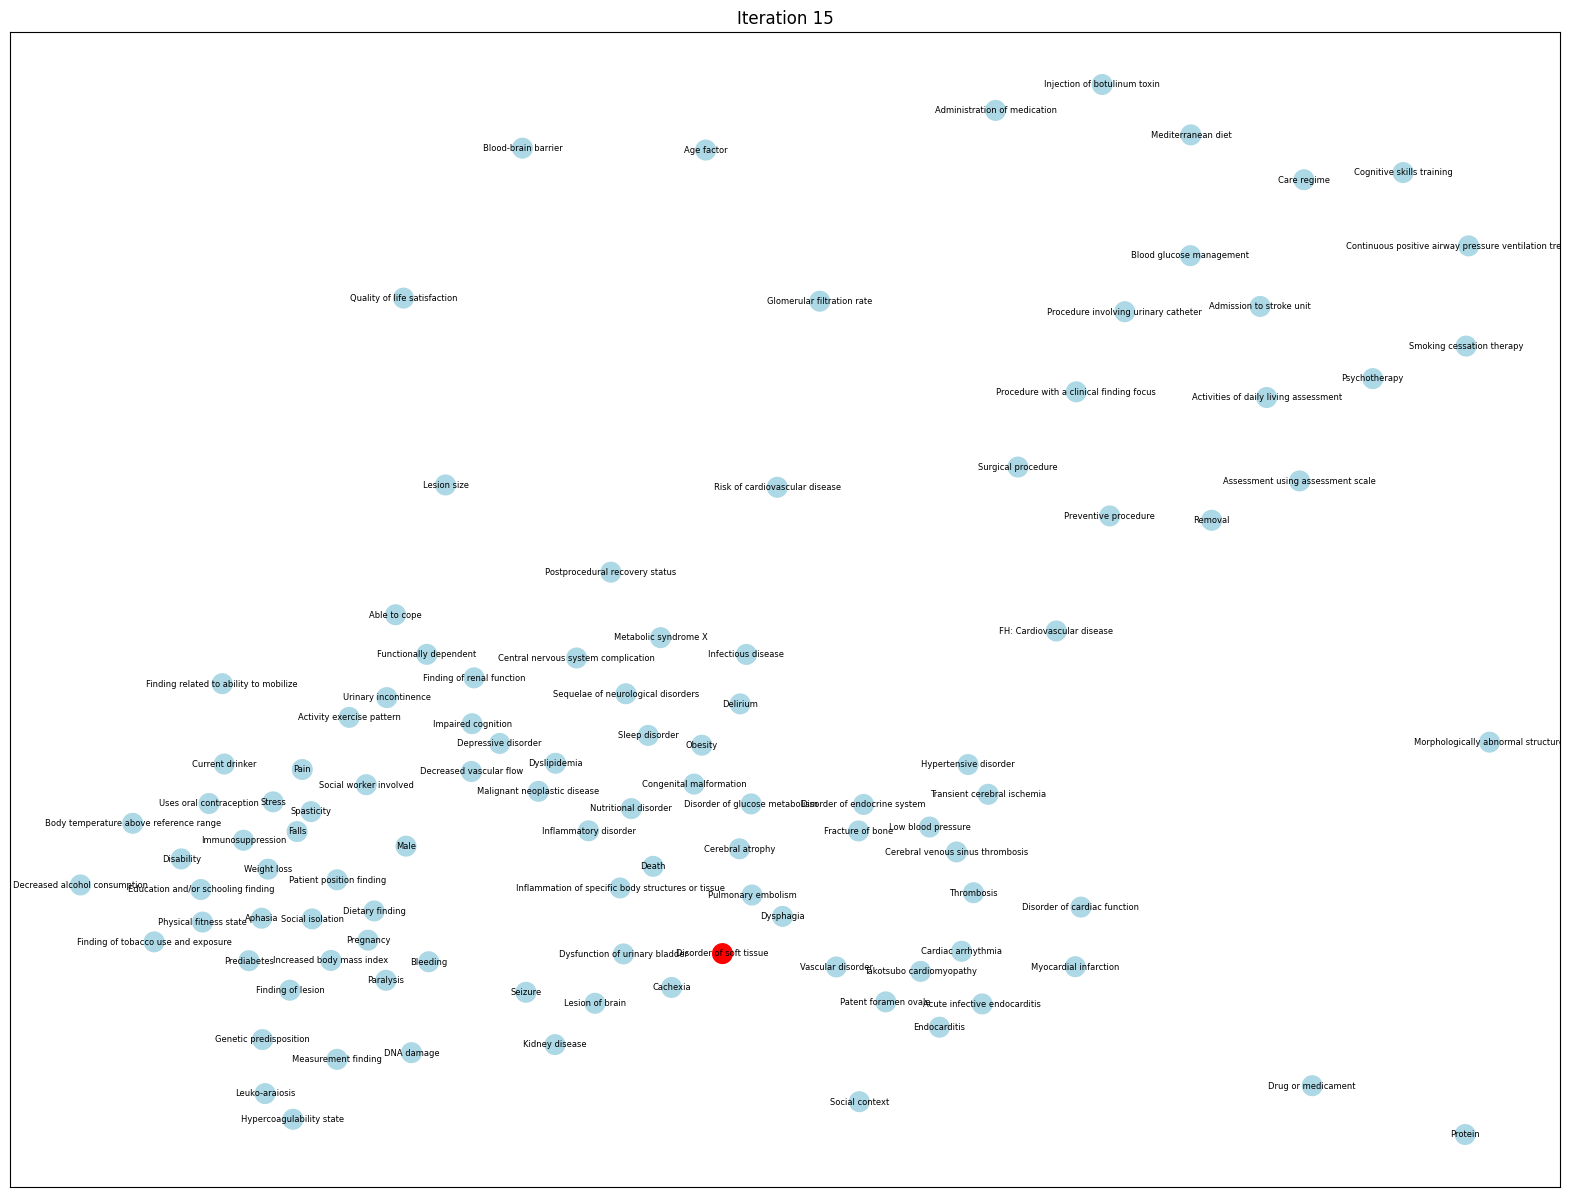 Iteration 15
Injection of botulinum toxin
Administration of medication
Mediterranean diet
Blood-brain barrier
Age factor
Cognitive skills training
Care regime
Continuous positive airway pressure ventilation tre
Blood glucose management
Quality of life satisfaction
Glomerular filtration rate
Admission to stroke unit
Procedure involving urinary catheter
Smoking cessation therapy
Psychotherapy
Procedure with a clinical finding focus
Activities of daily living assessment
Surgical procedure
Assessment using assessment scale
Lesion size
Risk of cardiovascular disease
Preventive procedure
Removal
Postprocedural recovery status
Able to cope
FH: Cardiovascular disease
Metabolic syndrome X
Functionally dependent
Central nervous system complication
Infectious disease
Finding of renal function
Finding related to ability to mobilize
Urinary incontinence
Sequelae of neurological disorders
Delirium
Activity exercise pattern
Impaired cognition
Sleep disorder
Depressive disorder
Obesity
Morphologically abnormal structure
Current drinker
Pain
Decreased vascular flow
Dyslipidemia
Hypertensive disorder
Social worker involved
Congenital malformation
Malignant neoplastic disease
Transient cerebral ischemia
Uses oral contraception
Stress
Spasticity
Nutritional disorder
Disorder of glucose metabolism
Disorder of endocrine system
Body temperature above reference range
Falls
Inflammatory disorder
Fracture of bone
Low blood pressure
Immunosuppression
Male
Cerebral atrophy
Cerebral venous sinus thrombosis
Disability
Weight loss
Death
Decreased alcohol consumption
Education and/or schooling finding
Patient position finding
Inflammation of specific body structures or tissue
Pulmonary embolism
Thrombosis
Disorder of cardiac function
Physical fitness state
Aphasia
Social isolation
Dietary finding
Dysphagia
Finding of tobacco use and exposure
Pregnancy
Prediabetes
Increased body mass index
Bleeding
Dysfunction of urinary bladder
Disorder of soft tissue
Cardiac arrhythmia
Vascular disorder
Takotsubo cardiomyopathy
Myocardial infarction
Finding of lesion
Paralysis
Seizure
Cachexia
Lesion of brain
Patent foramen ovale
Acute infective endocarditis
Endocarditis
Genetic predisposition
Measurement finding
DNA damage
Kidney disease
Leuko-araiosis
Hypercoagulability state
Social context
Drug or medicament
Protein